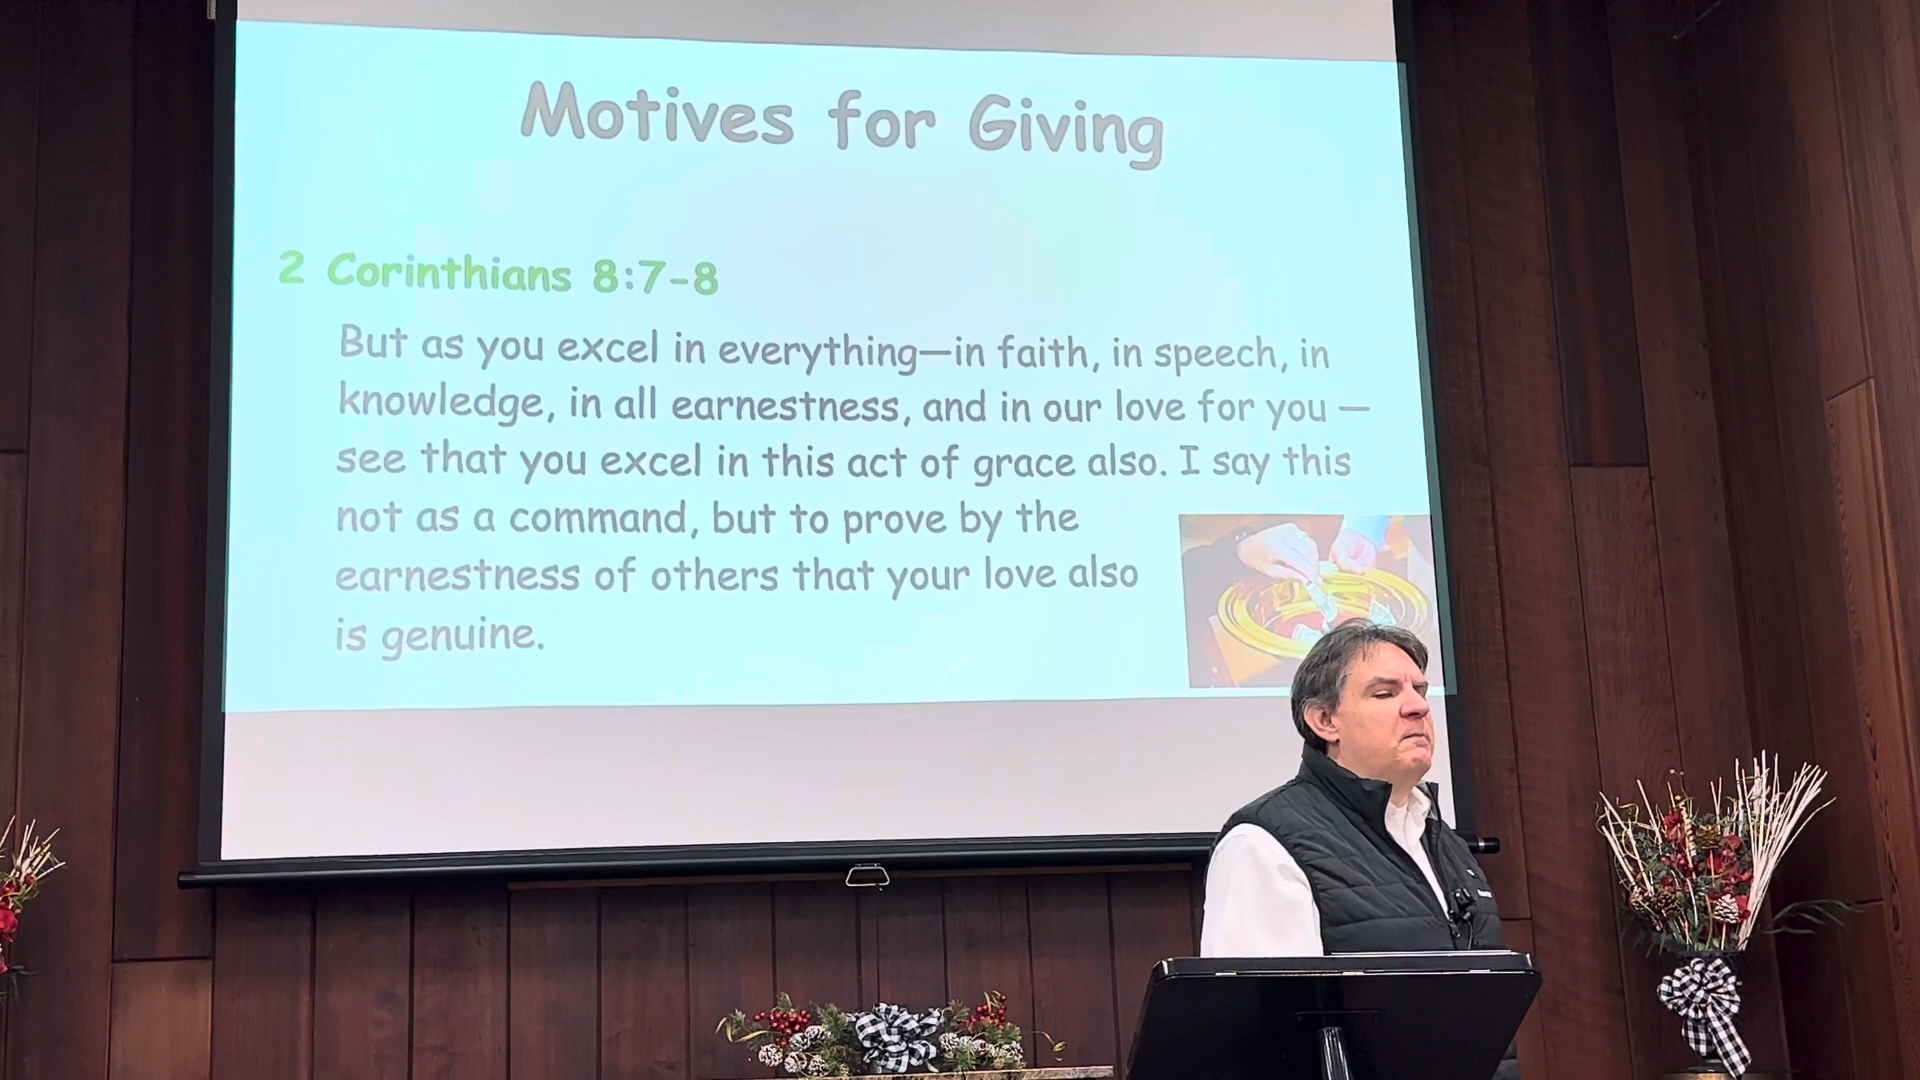 Motives for Giving
2 Corinthians 8:7-8
But as you excel in everything—in faith, in speech, in
knowledge, in all earnestness, and in our love for you —
see that you excel in this act of grace also. I say this
not as a command, but to prove by the
earnestness of others that your love also
is genuine.